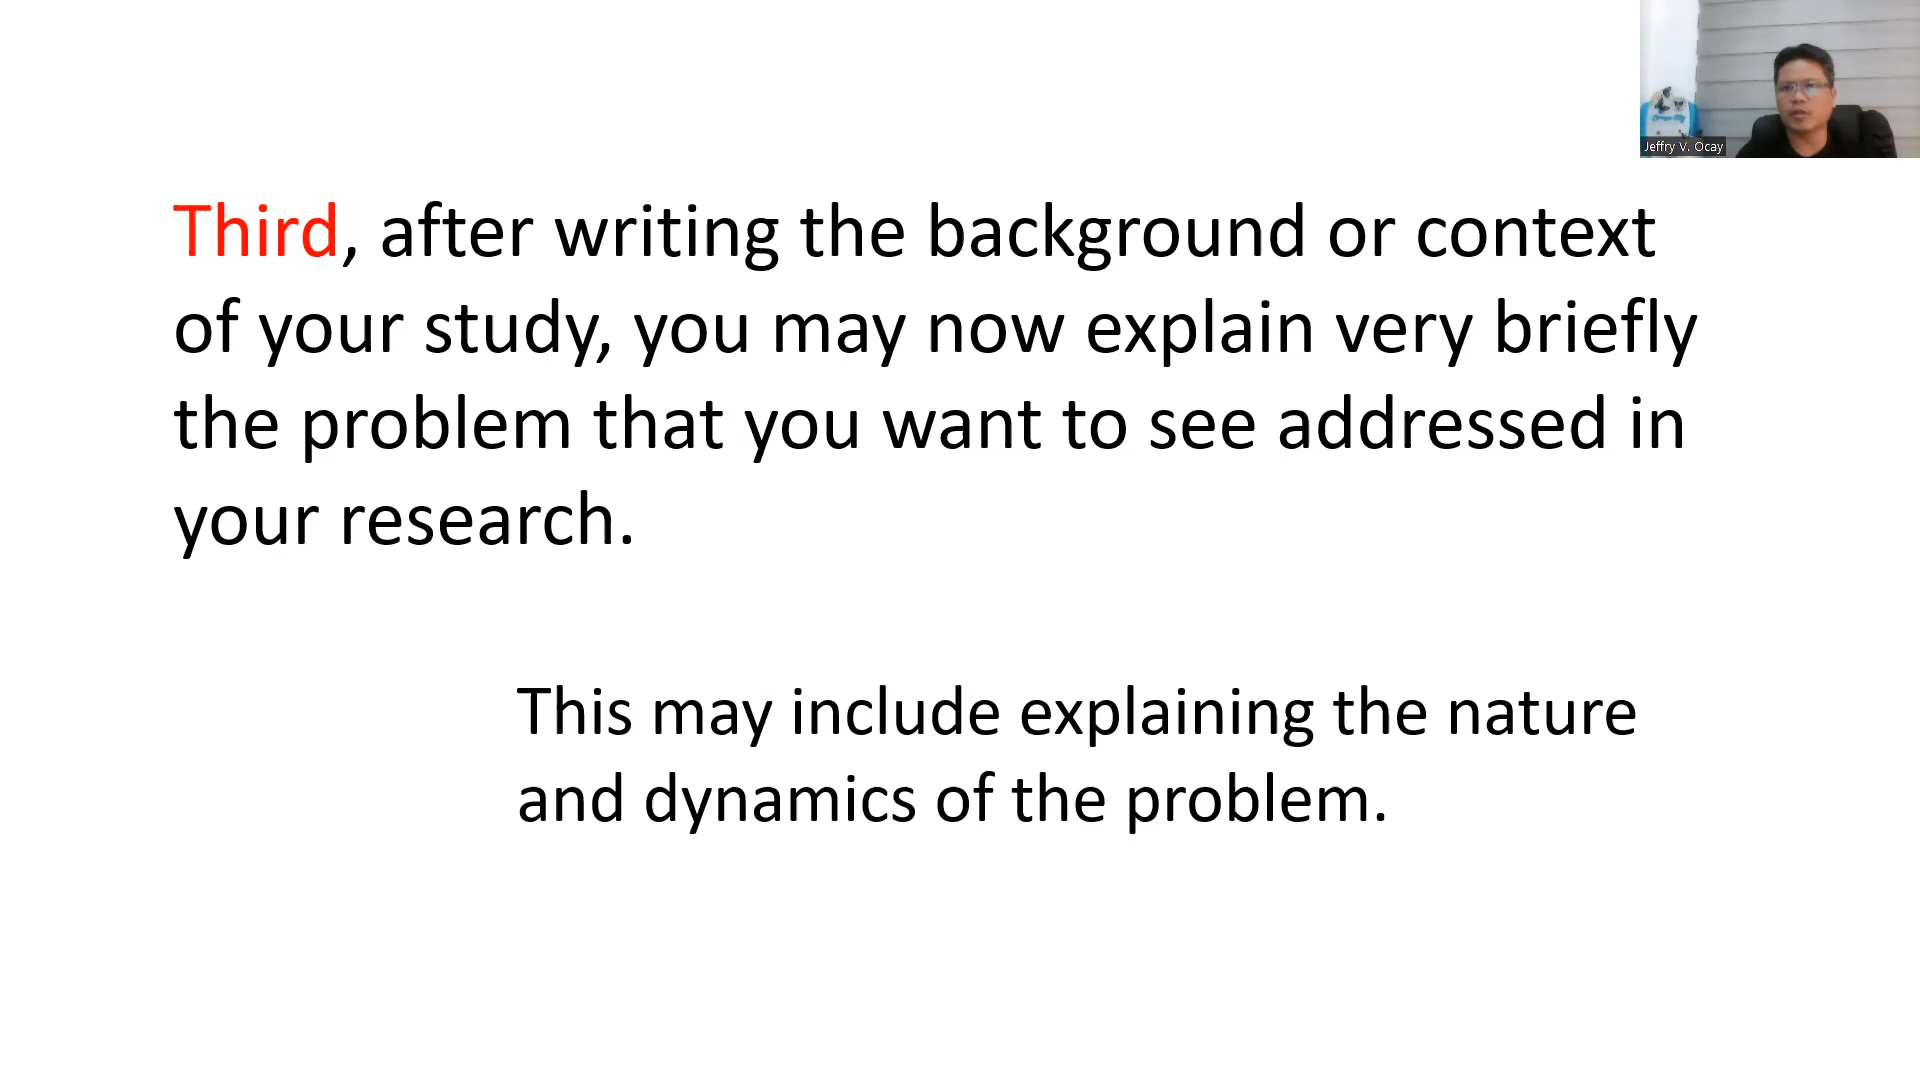 Jeffry V. Ocay
Third, after writing the background or context
of your study, you may now explain very briefly
the problem that you want to see addressed in
your research.
This may include explaining the nature
and dynamics of the problem.